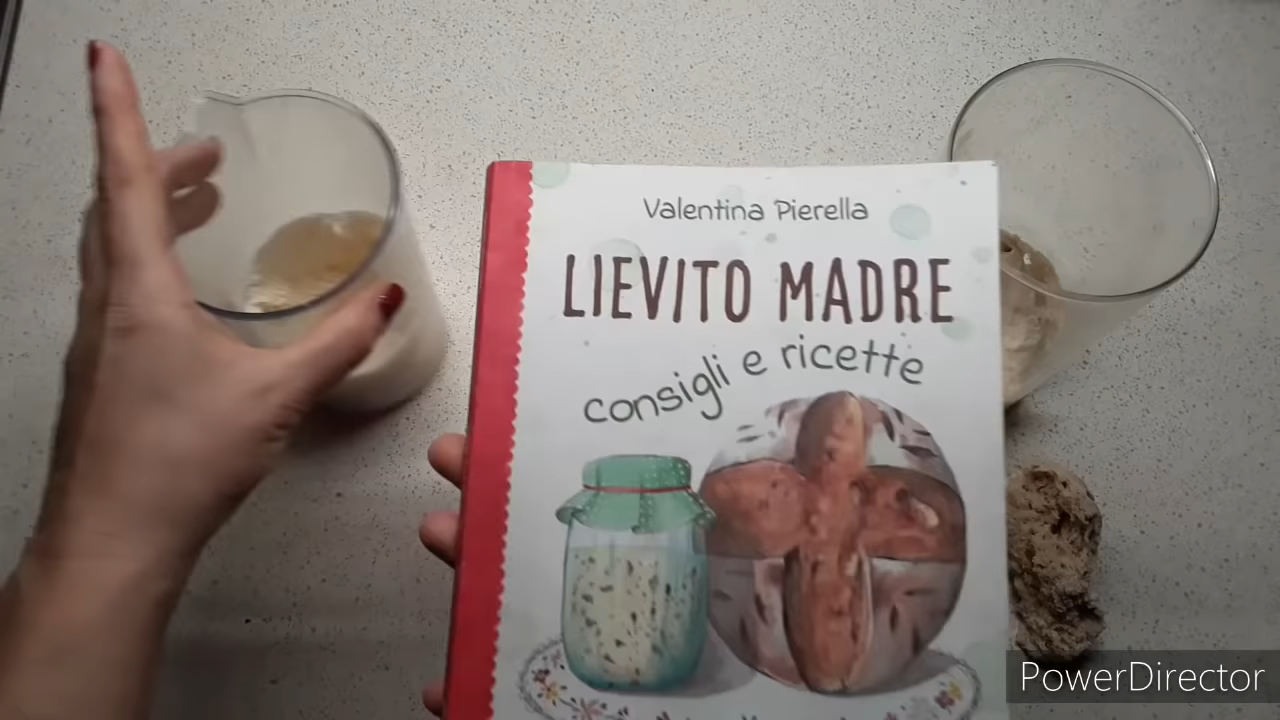 Valentina Pierella
LIEVITO MADRE
consigli e ricette
PowerDirector